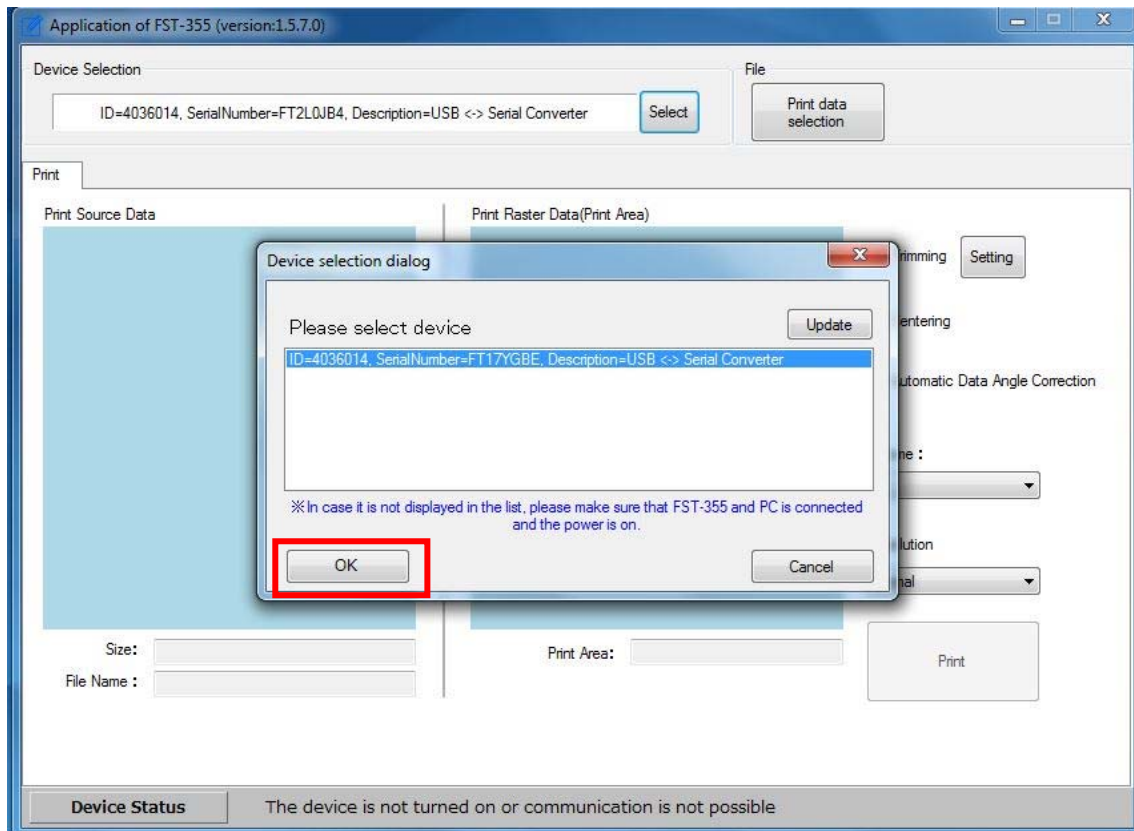 Application of FST-355 (version:1.5.7.0)
Device Selection
File
ID=4036014, SerialNumber=FT2L0JB4, Description=USB <-> Serial Converter
Select
Print data
selection
Print
Print Source Data
Print Raster Data(Print Area)
rimming
Setting
entering
utomatic Data Angle Correction
me :
lution
nal
Device selection dialog
Please select device
Update
ID=4036014, SerialNumber=FT17YGBE, Description=USB <-> Serial Converter
※In case it is not displayed in the list, please make sure that FST-355 and PC is connected
and the power is on.
OK
Cancel
Size:
File Name :
Print Area:
Print
Device Status
The device is not turned on or communication is not possible